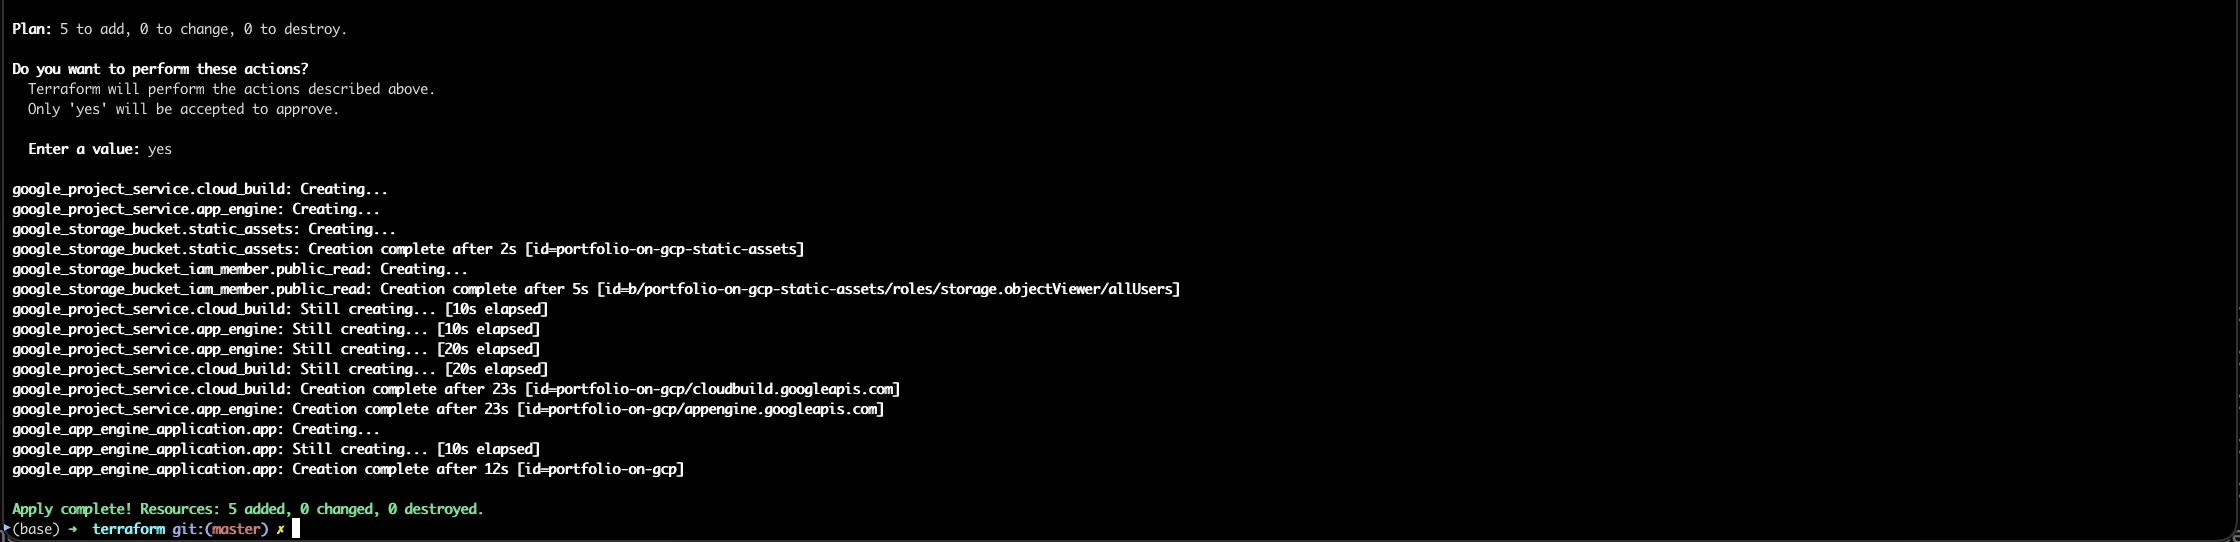 Plan: 5 to add, 0 to change, 0 to destroy.
Do you want to perform these actions?
Terraform will perform the actions described above.
Only 'yes' will be accepted to approve.
Enter a value: yes
google_project_service.cloud_build: Creating...
google_project_service.app_engine: Creating...
google_storage_bucket.static_assets: Creating...
google_storage_bucket.static_assets: Creation complete after 2s [id=portfolio-on-gcp-static-assets]
google_storage_bucket_iam_member.public_read: Creating...
google_storage_bucket_iam_member.public_read: Creation complete after 5s [id=b/portfolio-on-gcp-static-assets/roles/storage.objectViewer/allUsers]
google_project_service.cloud_build: Still creating... [10s elapsed]
google_project_service.app_engine: Still creating... [10s elapsed]
google_project_service.app_engine: Still creating... [20s elapsed]
google_project_service.cloud_build: Still creating... [20s elapsed]
google_project_service.cloud_build: Creation complete after 23s [id=portfolio-on-gcp/cloudbuild.googleapis.com]
google_project_service.app_engine: Creation complete after 23s [id=portfolio-on-gcp/appengine.googleapis.com]
google_app_engine_application.app: Creating...
google_app_engine_application.app: Still creating... [10s elapsed]
google_app_engine_application.app: Creation complete after 12s [id=portfolio-on-gcp]
Apply complete! Resources: 5 added, 0 changed, 0 destroyed.
(base) ➜ terraform git:(master) ✗